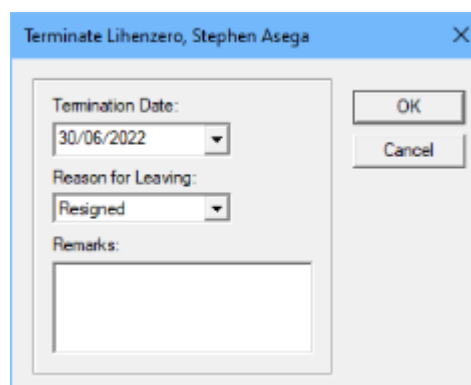 Terminate Lihenzero, Stephen Asega
Termination Date:
OK
30/06/2022
Cancel
Reason for Leaving:
Resigned
Remarks: